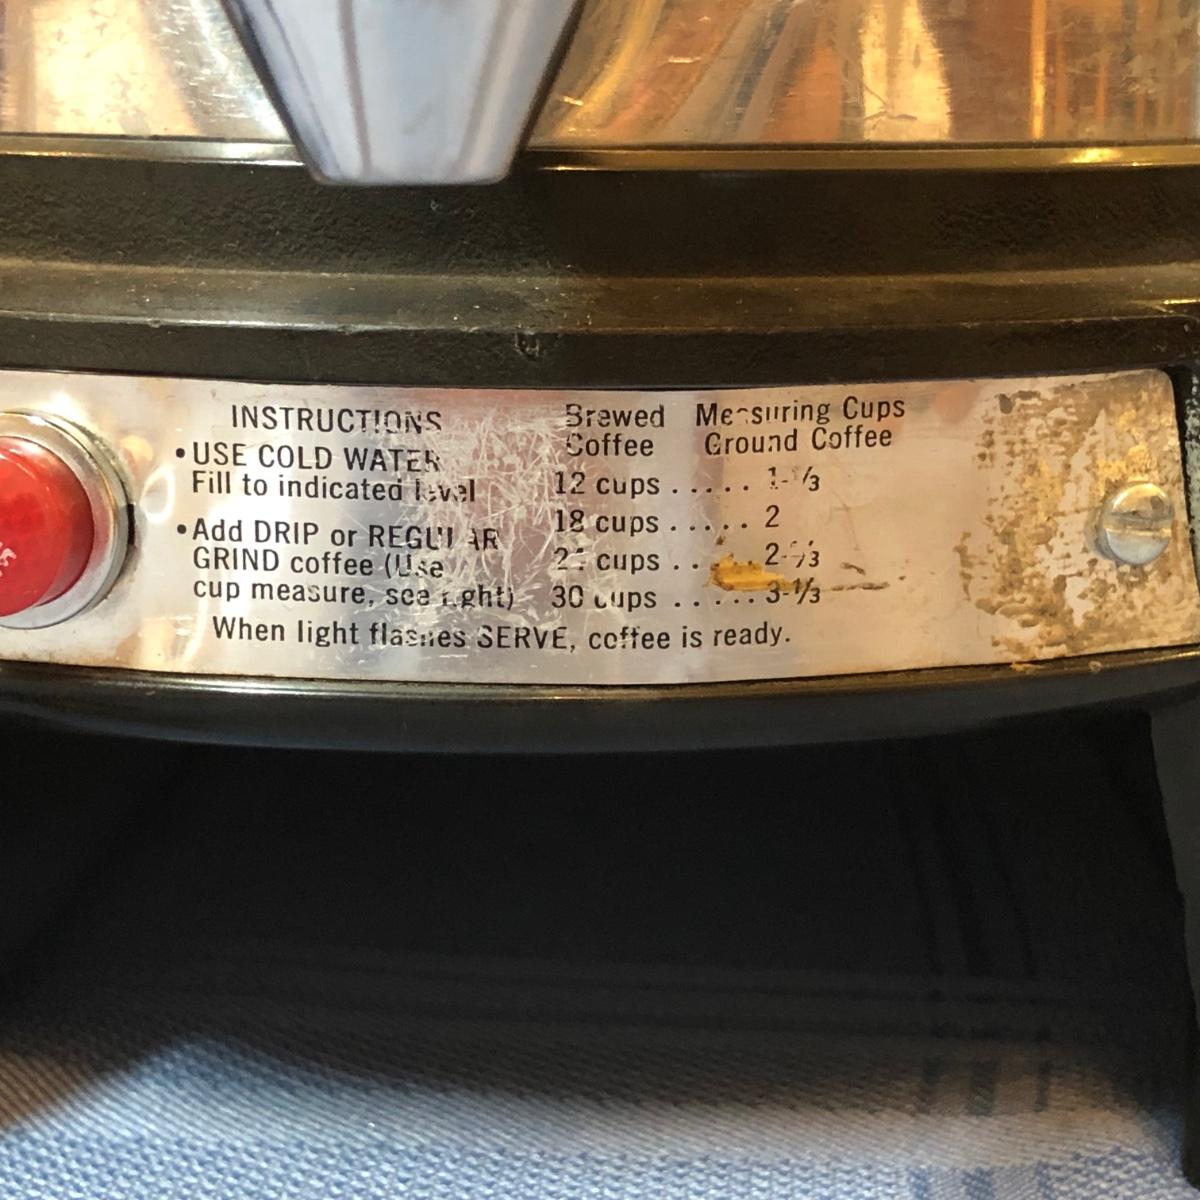 INSTRUCTIONS
• USE COLD WATER
Fill to indicated level
• Add DRIP or REGULAR
GRIND coffee (Use
cup measure, see right)
Brewed Measuring Cups
Coffee Ground Coffee
12 cups ..... 1-1/3
18 cups ..... 2
24 cups .. 2-2/3
30 cups ..... 3-1/3
When light flashes SERVE, coffee is ready.